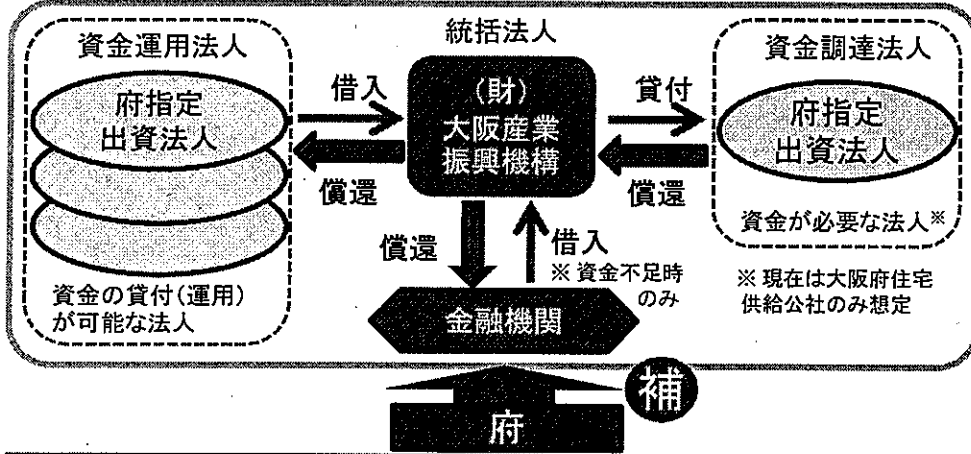 資金運用法人
府指定
出資法人
資金の貸付(運用)
が可能な法人
借入
償還
統括法人
(財)
大阪産業
振興機構
償還
借入
※ 資金不足時
のみ
金融機関
貸付
償還
資金調達法人
府指定
出資法人
資金が必要な法人※
※ 現在は大阪府住宅
供給公社のみ想定
補
府